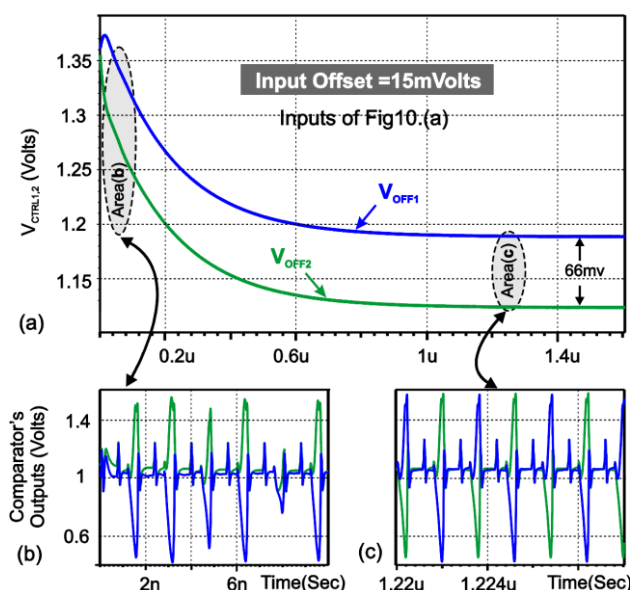 (a)
V_CTRL1,2 (Volts)
1.35
1.3
1.25
1.2
1.15
Input Offset =15mVolts
Inputs of Fig10.(a)
Area(b)
V_OFF1
V_OFF2
Area(c)
66mv
0.2u
0.6u
1u
1.4u
Comparator's
Outputs (Volts)
1.4
1
0.6
(b)
2n
6n
Time(Sec)
(c)
1.22u
1.224u
Time(Sec)